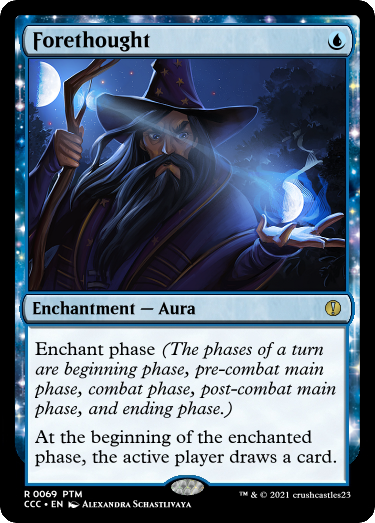 Forethought
Enchantment — Aura
Enchant phase (The phases of a turn
are beginning phase, pre-combat main
phase, combat phase, post-combat main
phase, and ending phase.)
At the beginning of the enchanted
phase, the active player draws a card.
R 0069 PTM
CCC • EN Alexandra Schastlivaya
™ & © 2021 crushcastles23